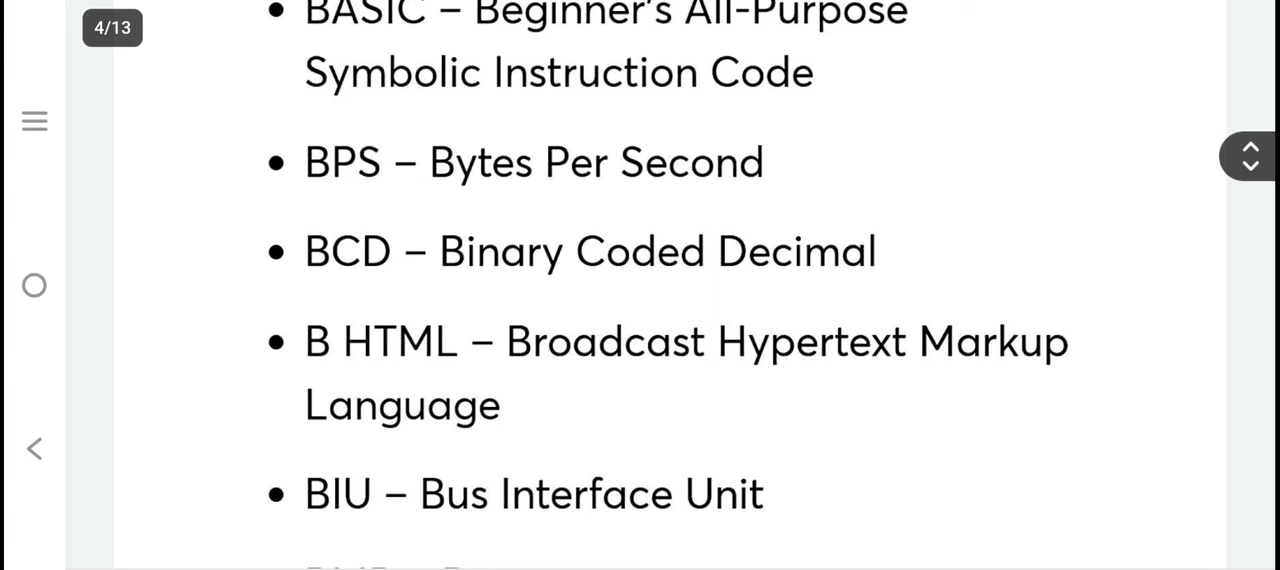 4/13
• BASIC – Beginner's All-Purpose
Symbolic Instruction Code
• BPS – Bytes Per Second
• BCD – Binary Coded Decimal
• B HTML – Broadcast Hypertext Markup
Language
• BIU – Bus Interface Unit